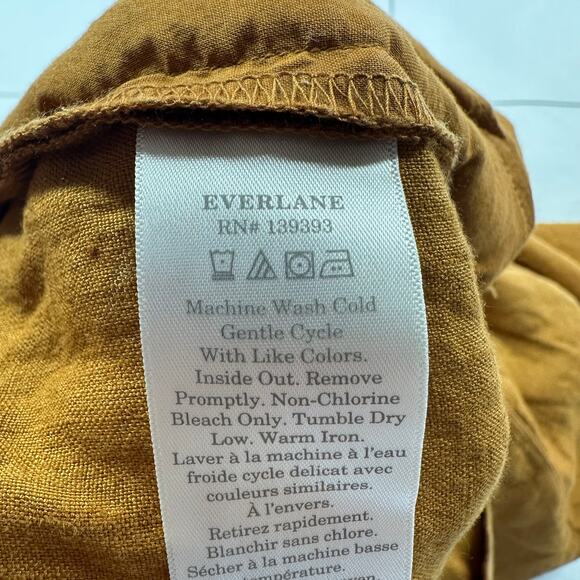 EVERLANE
RN# 139393
Machine Wash Cold
Gentle Cycle
With Like Colors.
Inside Out. Remove
Promptly. Non-Chlorine
Bleach Only. Tumble Dry
Low. Warm Iron.
Laver à la machine à l'eau
froide cycle delicat avec
couleurs similaires.
À l'envers.
Retirez rapidement.
Blanchir sans chlore.
Sécher à la machine basse
température.